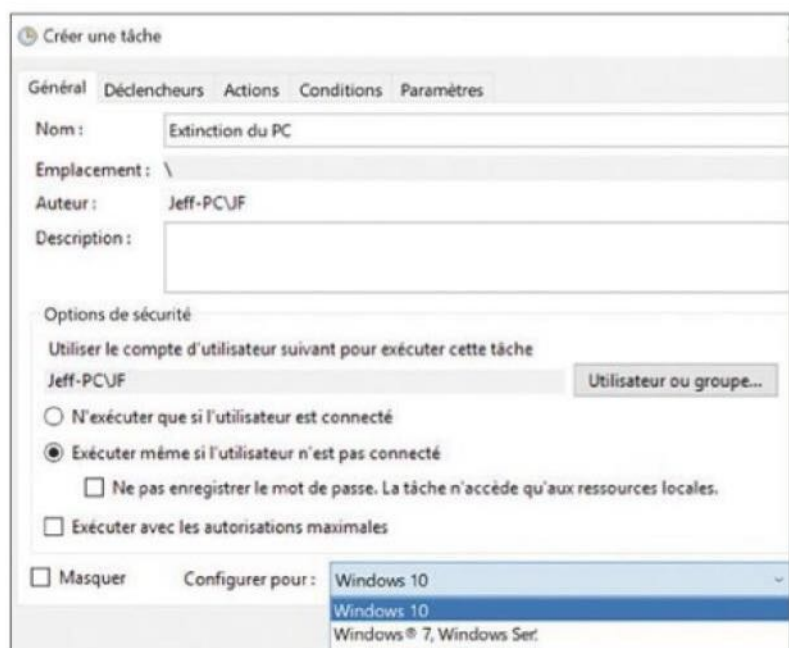 Créer une tâche
Général Déclencheurs Actions Conditions Paramètres
Nom : Extinction du PC
Emplacement : \
Auteur : Jeff-PC\JF
Description :
Options de sécurité
Utiliser le compte d'utilisateur suivant pour exécuter cette tâche
Jeff-PC\JF Utilisateur ou groupe...
N'exécuter que si l'utilisateur est connecté
Exécuter même si l'utilisateur n'est pas connecté
Ne pas enregistrer le mot de passe. La tâche n'accède qu'aux ressources locales.
Exécuter avec les autorisations maximales
Masquer Configurer pour : Windows 10
Windows 10
Windows® 7, Windows Ser